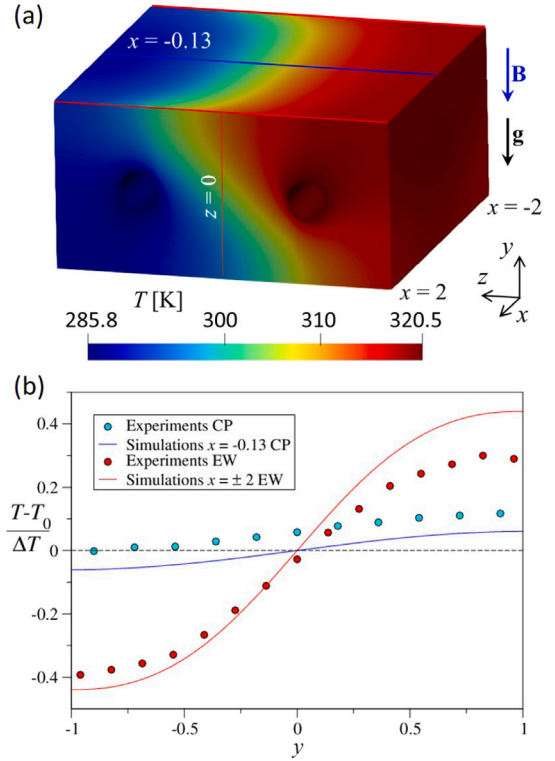 (a)
x = -0.13
B
g
z = 0
x = -2
y
z
x
x = 2
T [K]
285.8 300 310 320.5
(b)
Experiments CP
Simulations x = -0.13 CP
Experiments EW
Simulations x = ± 2 EW
T-T0
ΔT
0.4
0.2
0
-0.2
-0.4
-1 -0.5 0 0.5 1
y